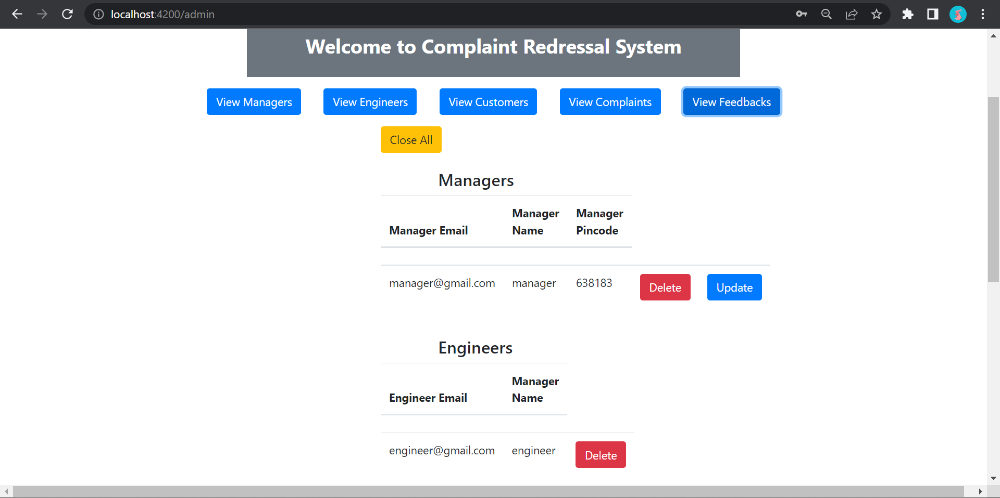 localhost:4200/admin
Welcome to Complaint Redressal System
View Managers View Engineers View Customers View Complaints View Feedbacks
Close All
Managers
Manager Email Manager Name Manager Pincode
manager@gmail.com manager 638183 Delete Update
Engineers
Engineer Email Manager Name
engineer@gmail.com engineer Delete